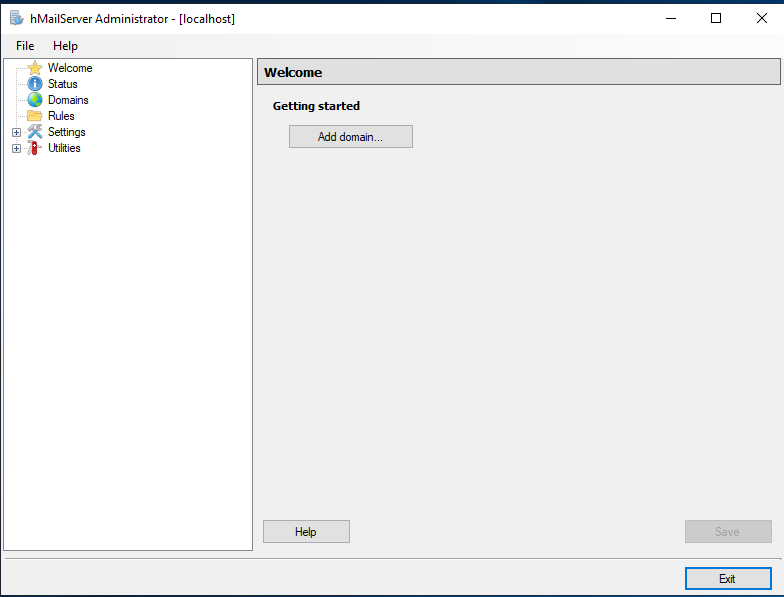 hMailServer Administrator - [localhost]
File Help
Welcome
Status
Domains
Rules
Settings
Utilities
Welcome
Getting started
Add domain...
Help
Save
Exit